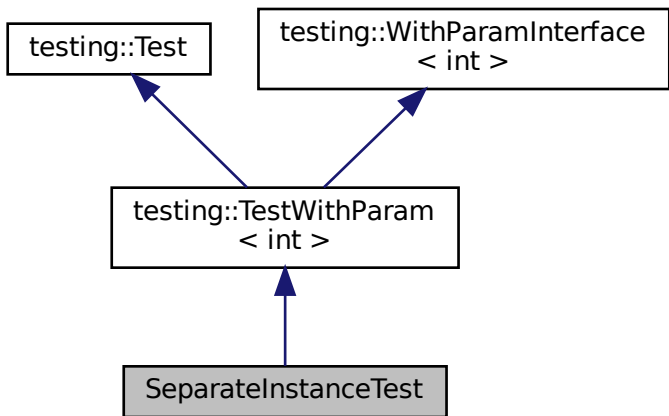 testing::Test
testing::WithParamInterface
< int >
testing::TestWithParam
< int >
SeparateInstanceTest